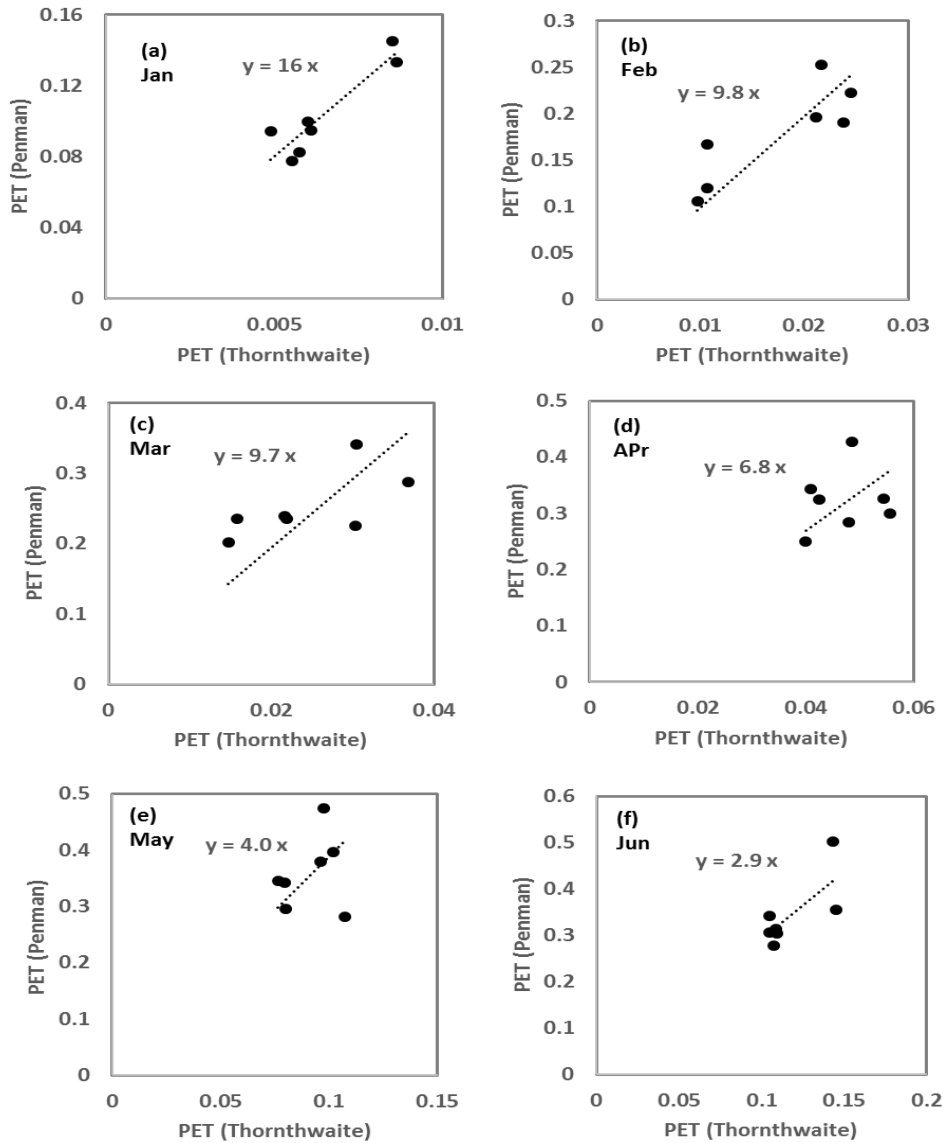 0.16
0.12
0.08
0.04
0
(a)
Jan
y = 16 x
PET (Penman)
0 0.005 0.01
PET (Thornthwaite)
0.3
0.25
0.2
0.15
0.1
0.05
0
(b)
Feb
y = 9.8 x
PET (Penman)
0 0.01 0.02 0.03
PET (Thornthwaite)
0.4
0.3
0.2
0.1
0
(c)
Mar
y = 9.7 x
PET (Penman)
0 0.02 0.04
PET (Thornthwaite)
0.5
0.4
0.3
0.2
0.1
0
(d)
APr
y = 6.8 x
PET (Penman)
0 0.02 0.04 0.06
PET (Thornthwaite)
0.5
0.4
0.3
0.2
0.1
0
(e)
May
y = 4.0 x
PET (Penman)
0 0.05 0.1 0.15
PET (Thornthwaite)
0.6
0.5
0.4
0.3
0.2
0.1
0
(f)
Jun
y = 2.9 x
PET (Penman)
0 0.05 0.1 0.15 0.2
PET (Thornthwaite)